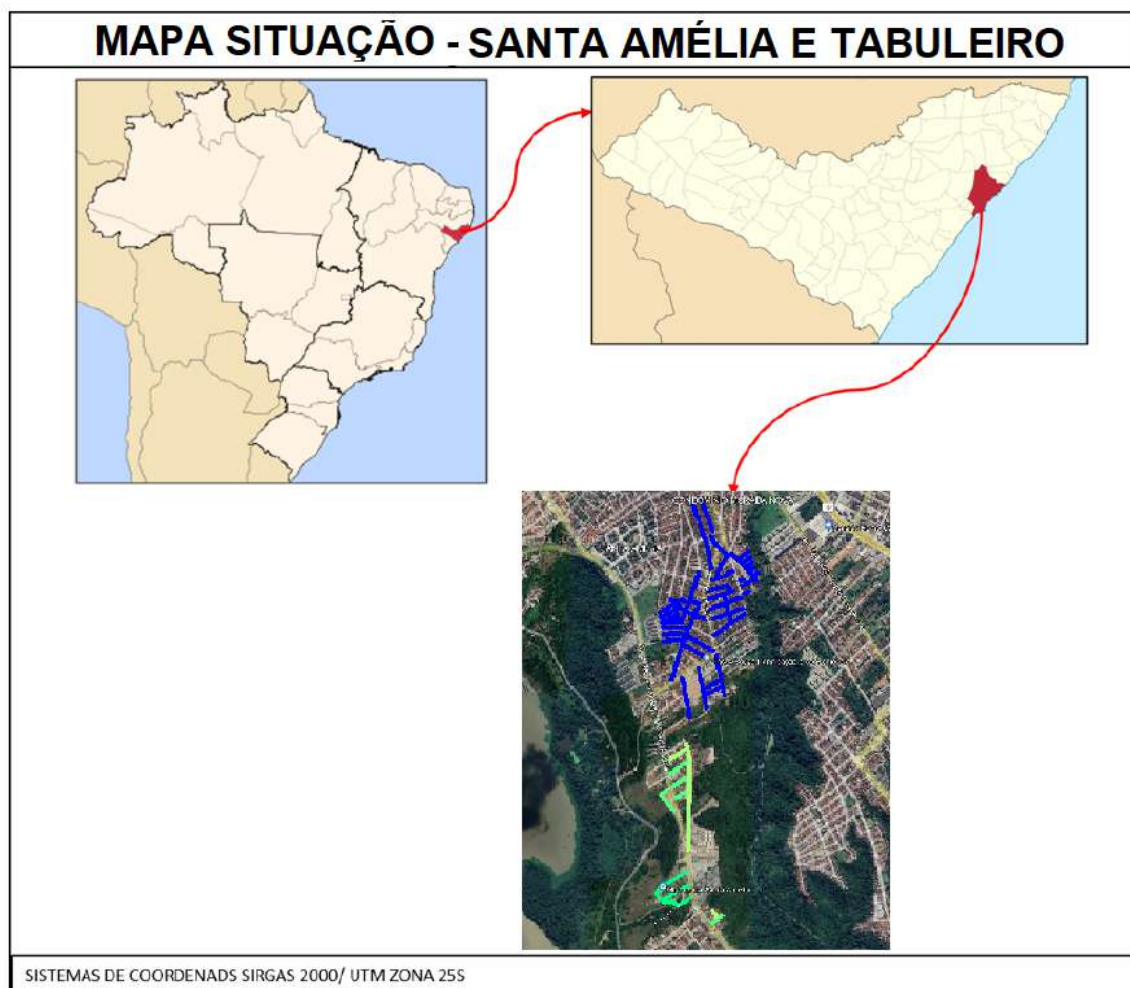 MAPA SITUAÇÃO - SANTA AMÉLIA E TABULEIRO
SISTEMAS DE COORDENADS SIRGAS 2000/ UTM ZONA 25S